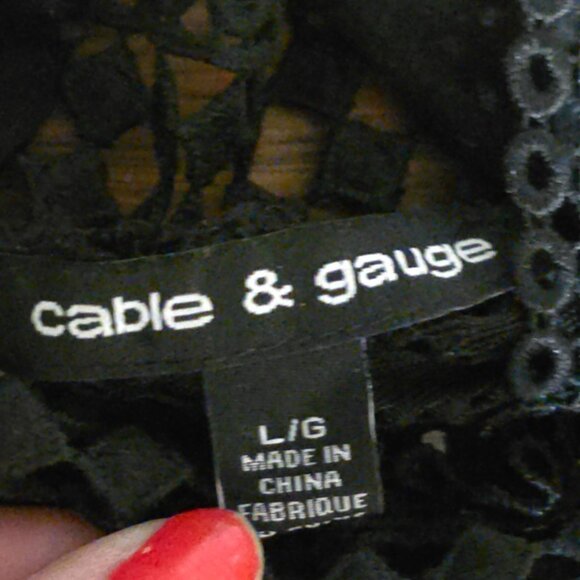 cable & gauge
L/G
MADE IN
CHINA
FABRIQUE